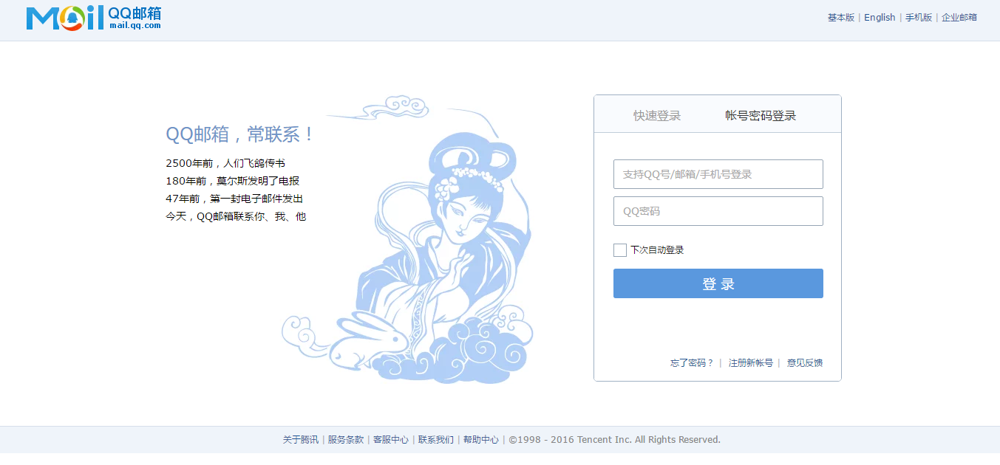 Mail QQ邮箱
mail.qq.com
基本版 | English | 手机版 | 企业邮箱
QQ邮箱，常联系！
2500年前，人们飞鸽传书
180年前，莫尔斯发明了电报
47年前，第一封电子邮件发出
今天，QQ邮箱联系你、我、他
快速登录 帐号密码登录
支持QQ号/邮箱/手机号登录
QQ密码
下次自动登录
登 录
忘了密码？ | 注册新帐号 | 意见反馈
关于腾讯 | 服务条款 | 客服中心 | 联系我们 | 帮助中心 | ©1998 - 2016 Tencent Inc. All Rights Reserved.